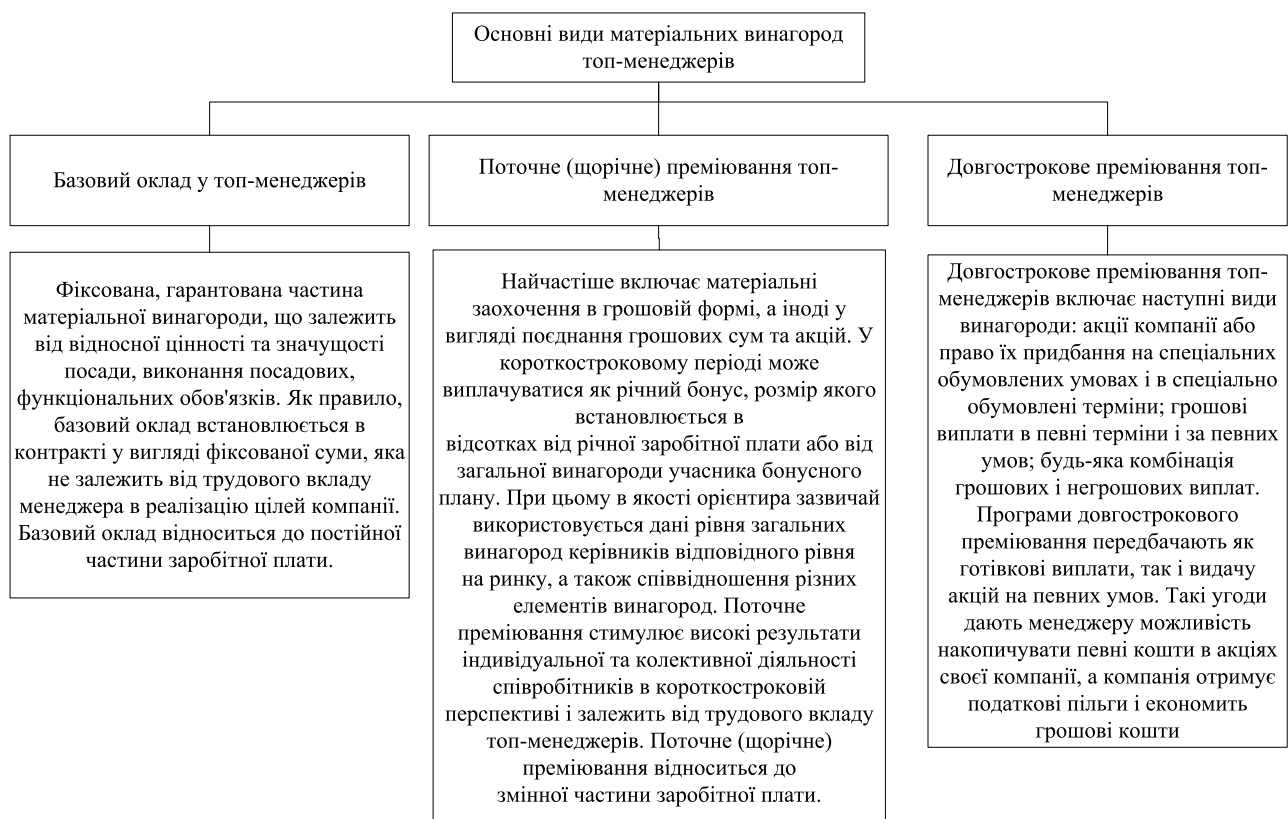 Основні види матеріальних винагород
топ-менеджерів
Базовий оклад у топ-менеджерів
Поточне (щорічне) преміювання топ-
менеджерів
Довгострокове преміювання топ-
менеджерів
Фіксована, гарантована частина
матеріальної винагороди, що залежить
від відносної цінності та значущості
посади, виконання посадових,
функціональних обов'язків. Як правило,
базовий оклад встановлюється в
контракті у вигляді фіксованої суми, яка
не залежить від трудового вкладу
менеджера в реалізацію цілей компанії.
Базовий оклад відноситься до постійної
частини заробітної плати.
Найчастіше включає матеріальні
заохочення в грошовій формі, а іноді у
вигляді поєднання грошових сум та акцій. У
короткостроковому періоді може
виплачуватися як річний бонус, розмір якого
встановлюється в
відсотках від річної заробітної плати або від
загальної винагороди учасника бонусного
плану. При цьому в якості орієнтира зазвичай
використовується дані рівня загальних
винагород керівників відповідного рівня
на ринку, а також співвідношення різних
елементів винагород. Поточне
преміювання стимулює високі результати
індивідуальної та колективної діяльності
співробітників в короткостроковій
перспективі і залежить від трудового вкладу
топ-менеджерів. Поточне (щорічне)
преміювання відноситься до
змінної частини заробітної плати.
Довгострокове преміювання топ-
менеджерів включає наступні види
винагороди: акції компанії або
право їх придбання на спеціальних
обумовлених умовах і в спеціально
обумовлені терміни; грошові
виплати в певні терміни і за певних
умов; будь-яка комбінація
грошових і негрошових виплат.
Програми довгострокового
преміювання передбачають як
готівкові виплати, так і видачу
акцій на певних умов. Такі угоди
дають менеджеру можливість
накопичувати певні кошти в акціях
своєї компанії, а компанія отримує
податкові пільги і економить
грошові кошти